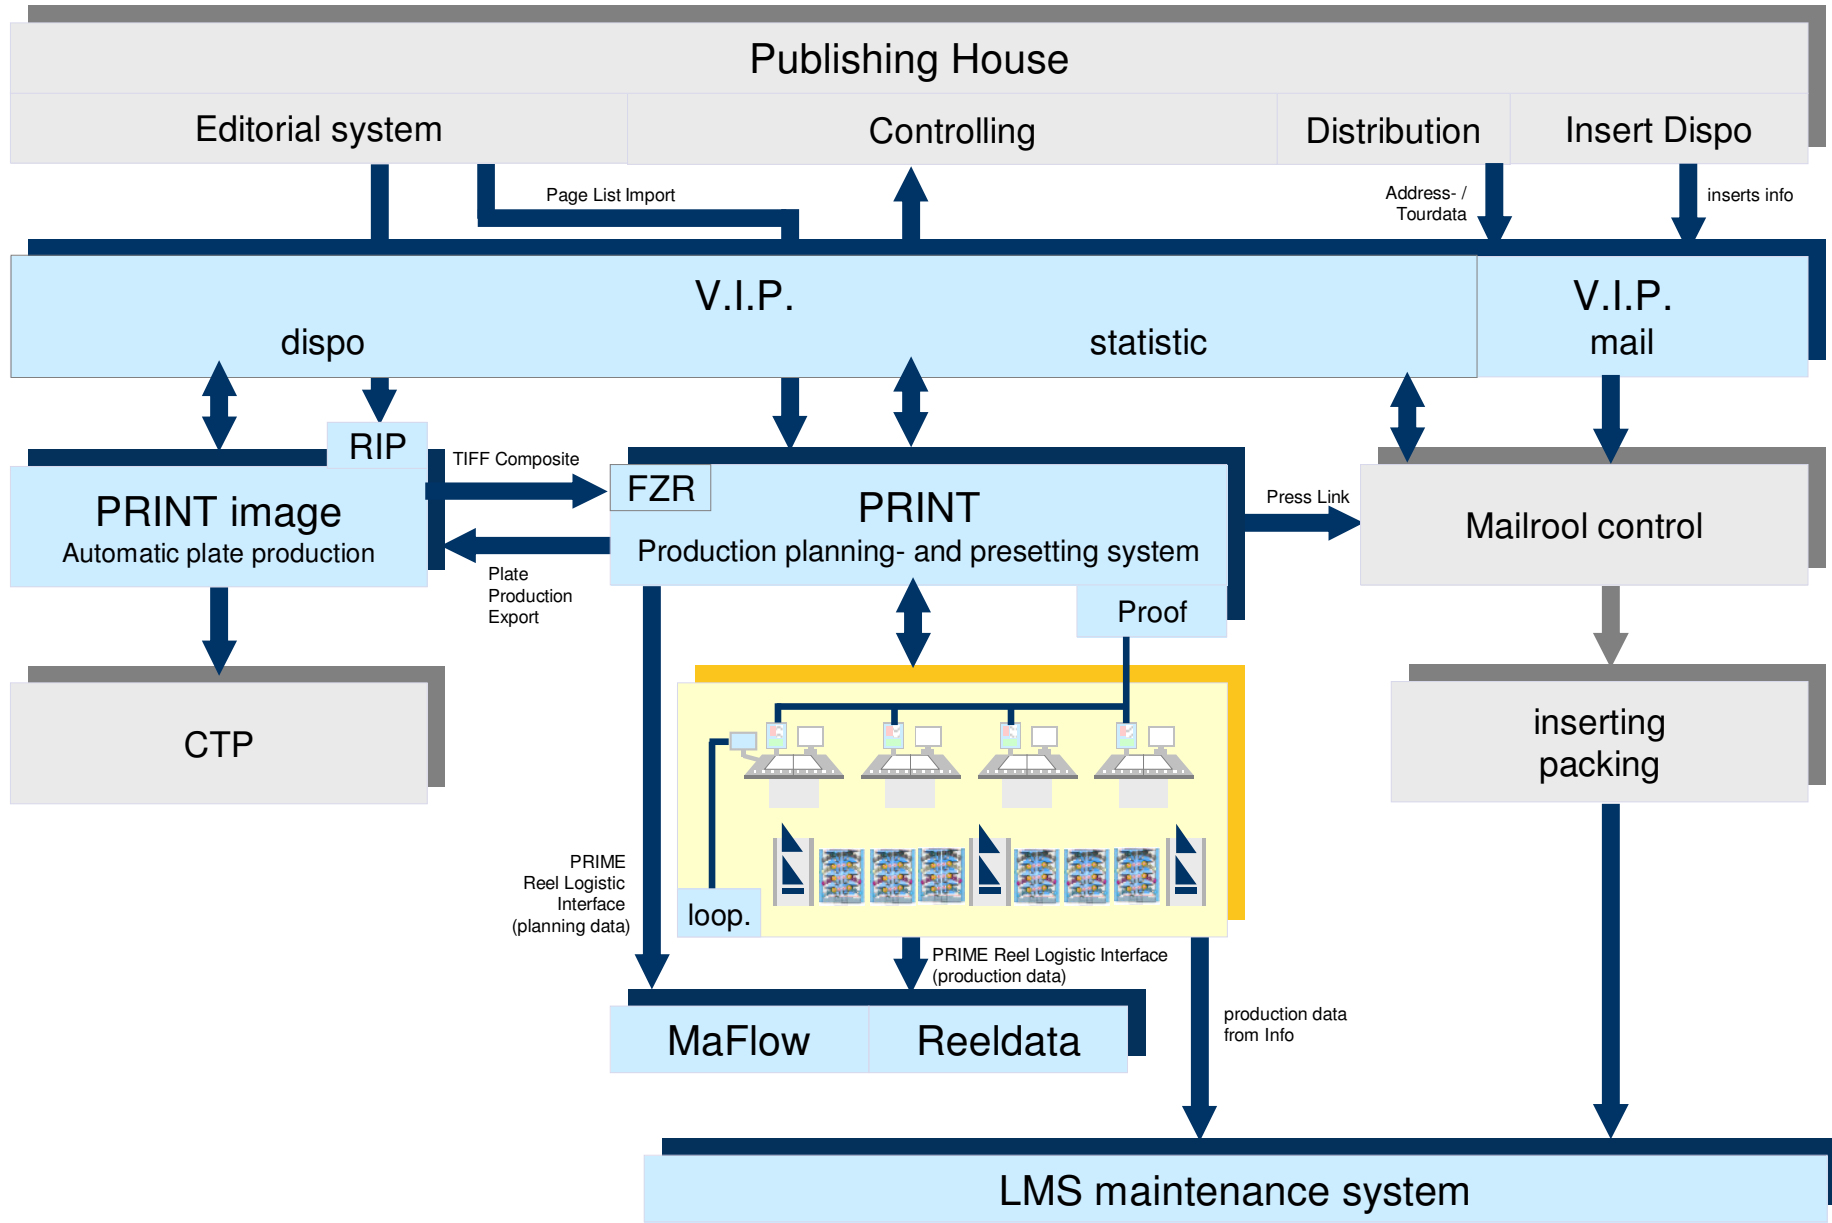 Publishing House
Editorial system
Controlling
Distribution
Insert Dispo
Page List Import
Address- /
Tourdata
inserts info
V.I.P.
dispo
statistic
V.I.P.
mail
RIP
PRINT image
Automatic plate production
TIFF Composite
Plate
Production
Export
FZR
PRINT
Production planning- and presetting system
Proof
Press Link
Mailrool control
CTP
inserting
packing
PRIME
Reel Logistic
Interface
(planning data)
loop.
PRIME Reel Logistic Interface
(production data)
production data
from Info
MaFlow
Reeldata
LMS maintenance system